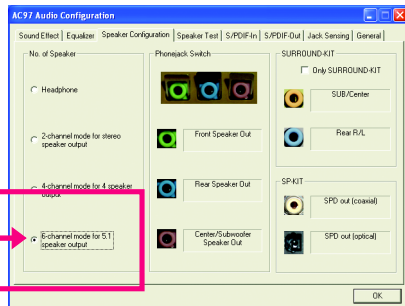 AC97 Audio Configuration
Sound Effect
Equalizer
Speaker Configuration
Speaker Test
S/PDIF-In
S/PDIF-Out
Jack Sensing
General
No. of Speaker
Headphone
2-channel mode for stereo
speaker output
4-channel mode for 4 speaker
output
6-channel mode for 5.1
speaker output
Phonejack Switch
Front Speaker Out
Rear Speaker Out
Center/Subwoofer
Speaker Out
SURROUND-KIT
Only SURROUND-KIT
SUB/Center
Rear R/L
SP-KIT
SPD out (coaxial)
SPD out (optical)
OK